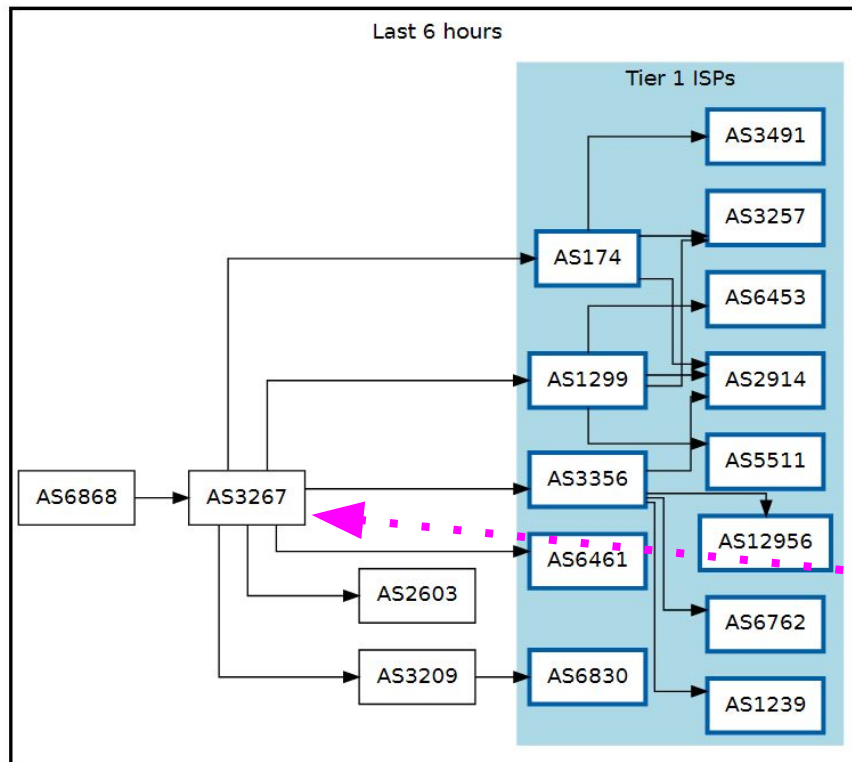 Last 6 hours
Tier 1 ISPs
AS3491
AS3257
AS174
AS6453
AS1299
AS2914
AS5511
AS3356
AS6868
AS3267
AS12956
AS6461
AS2603
AS6762
AS3209
AS6830
AS1239